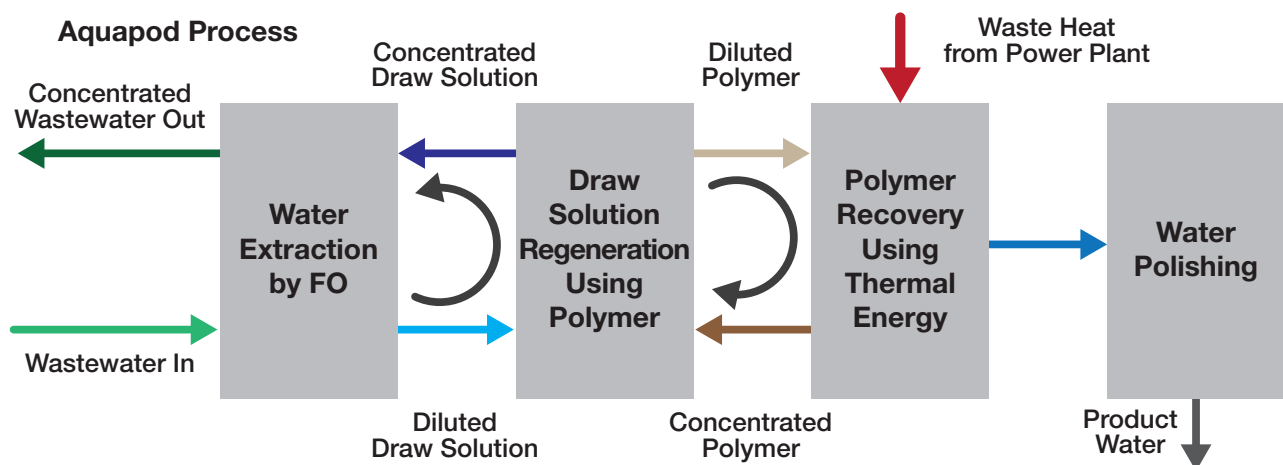 Aquapod Process
Concentrated
Draw Solution
Diluted
Polymer
Waste Heat
from Power Plant
Concentrated
Wastewater Out
Water
Extraction
by FO
Draw
Solution
Regeneration
Using
Polymer
Polymer
Recovery
Using
Thermal
Energy
Water
Polishing
Wastewater In
Diluted
Draw Solution
Concentrated
Polymer
Product
Water